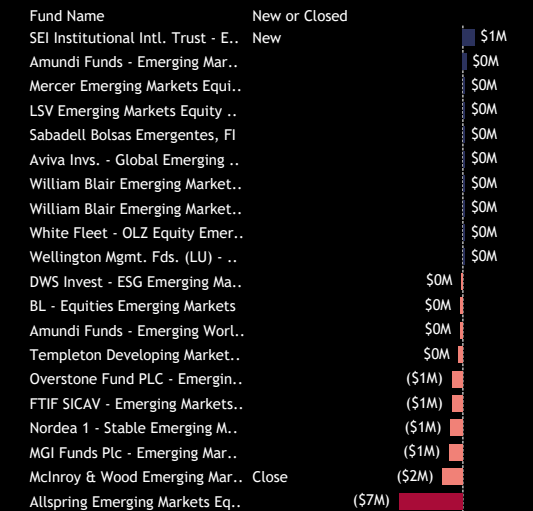 Fund Name New or Closed
SEI Institutional Intl. Trust - E.. New $1M
Amundi Funds - Emerging Mar.. $0M
Mercer Emerging Markets Equi.. $0M
LSV Emerging Markets Equity .. $0M
Sabadell Bolsas Emergentes, FI $0M
Aviva Invs. - Global Emerging .. $0M
William Blair Emerging Market.. $0M
William Blair Emerging Market.. $0M
White Fleet - OLZ Equity Emer.. $0M
Wellington Mgmt. Fds. (LU) - .. $0M
DWS Invest - ESG Emerging Ma.. $0M
BL - Equities Emerging Markets $0M
Amundi Funds - Emerging Worl.. $0M
Templeton Developing Market.. $0M
Overstone Fund PLC - Emergin.. ($1M)
FTIF SICAV - Emerging Markets.. ($1M)
Nordea 1 - Stable Emerging M.. ($1M)
MGI Funds Plc - Emerging Mar.. ($1M)
McInroy & Wood Emerging Mar.. Close ($2M)
Allspring Emerging Markets Eq.. ($7M)